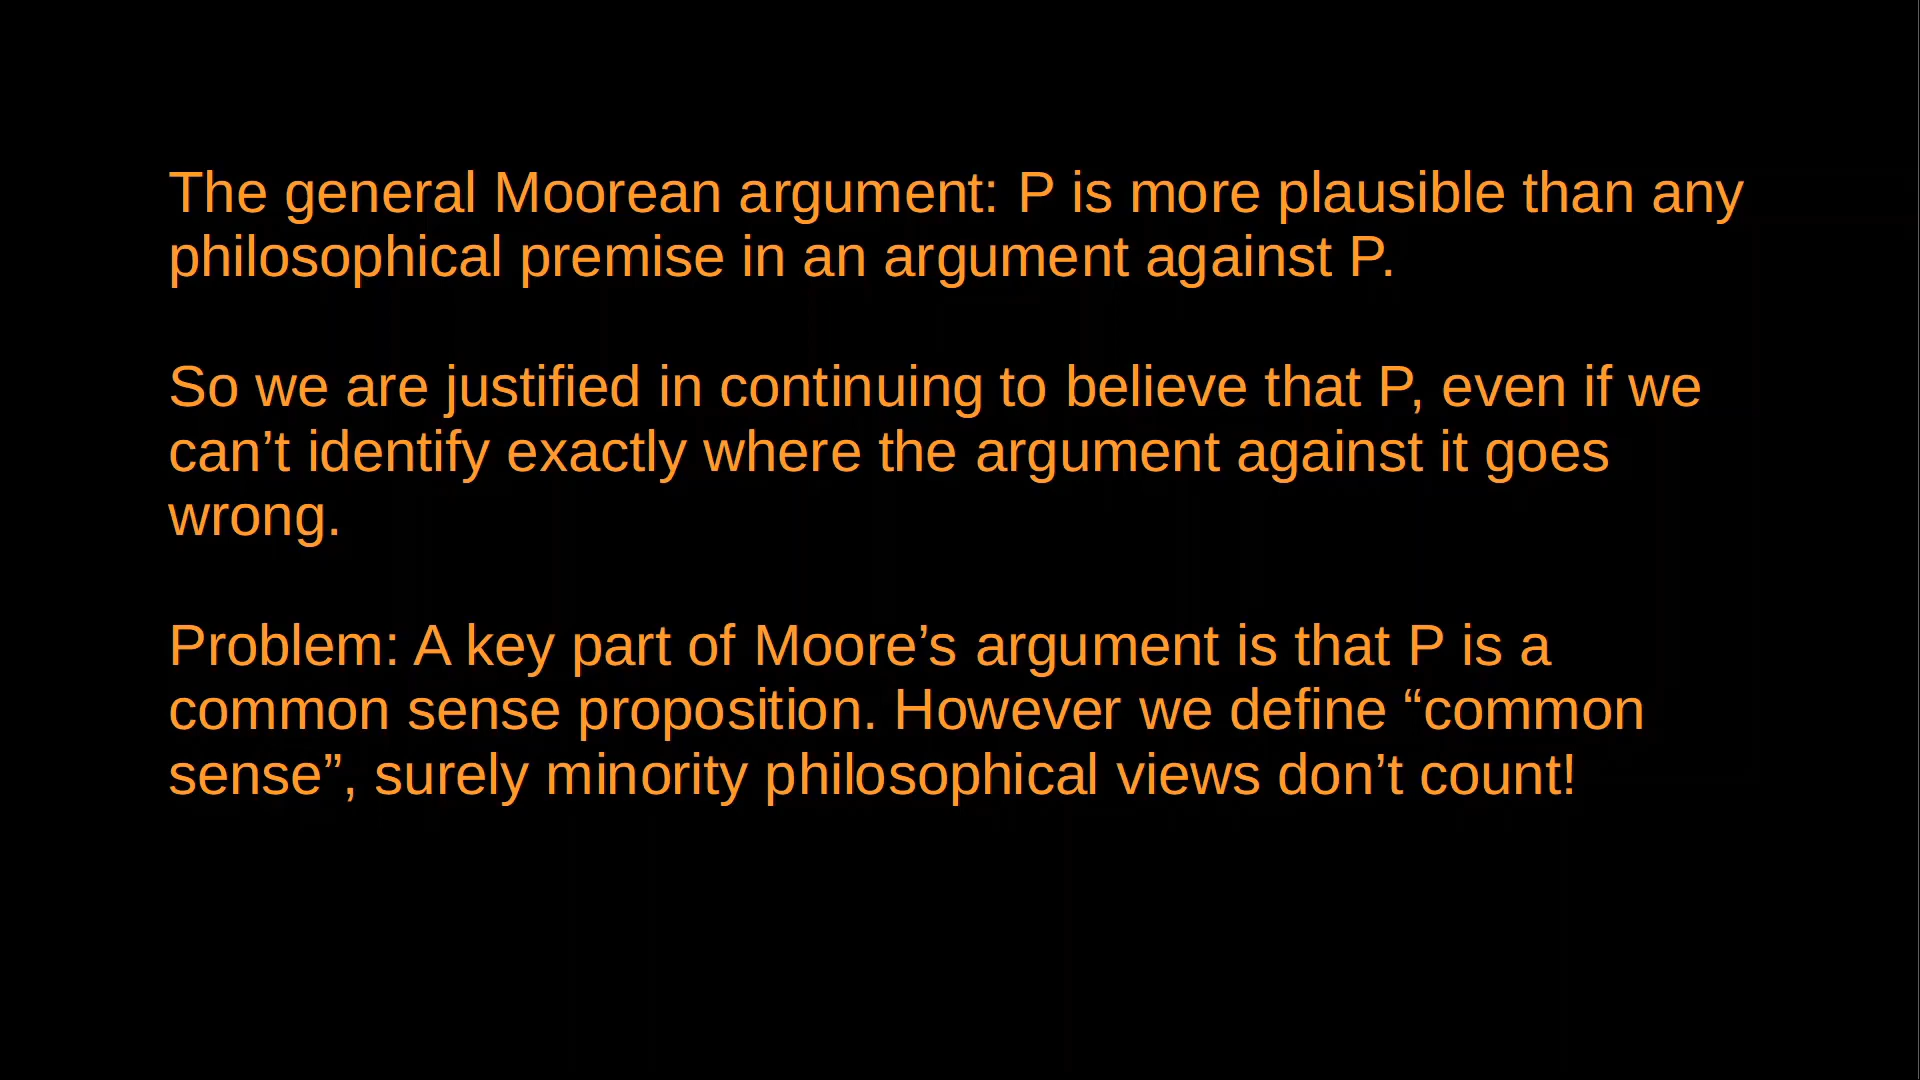 The general Moorean argument: P is more plausible than any
philosophical premise in an argument against P.
So we are justified in continuing to believe that P, even if we
can’t identify exactly where the argument against it goes
wrong.
Problem: A key part of Moore’s argument is that P is a
common sense proposition. However we define “common
sense”, surely minority philosophical views don’t count!